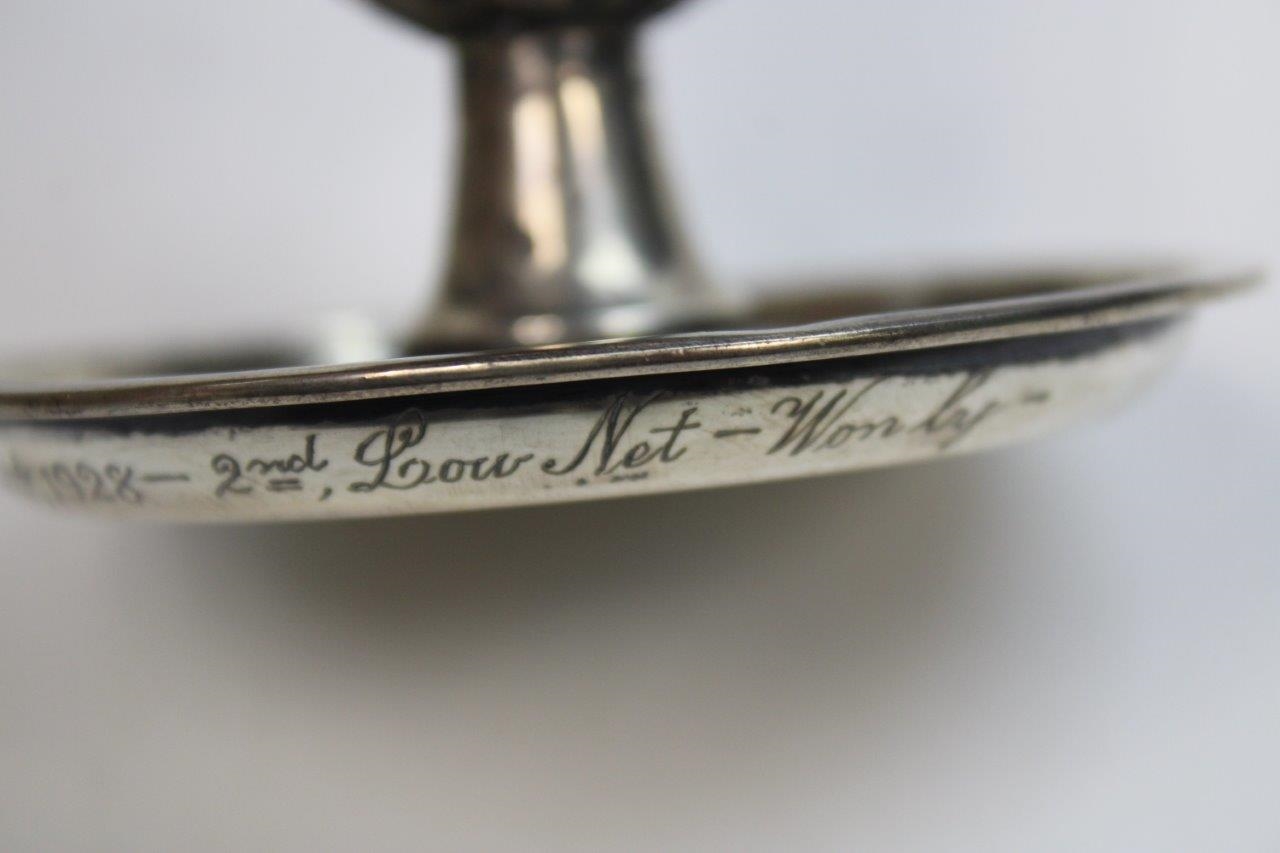 1928 — 2nd, Low Net — Won by —